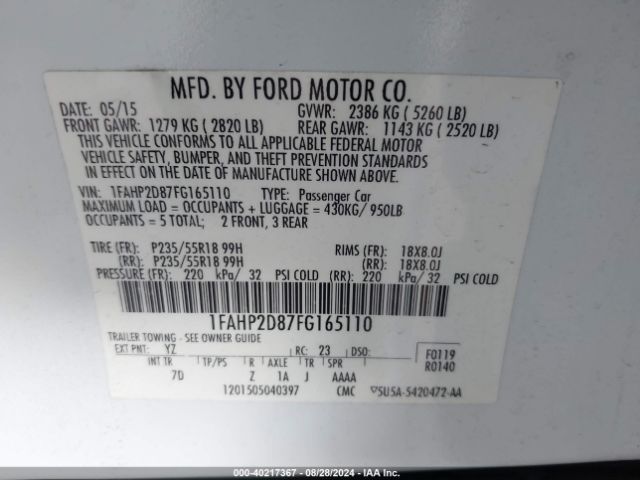 MFD. BY FORD MOTOR CO.
DATE: 05/15 GVWR: 2386 KG ( 5260 LB)
FRONT GAWR: 1279 KG ( 2820 LB) REAR GAWR: 1143 KG ( 2520 LB)
THIS VEHICLE CONFORMS TO ALL APPLICABLE FEDERAL MOTOR
VEHICLE SAFETY, BUMPER, AND THEFT PREVENTION STANDARDS
IN EFFECT ON THE DATE OF MANUFACTURE SHOWN ABOVE.
VIN: 1FAHP2D87FG165110 TYPE: Passenger Car
MAXIMUM LOAD = OCCUPANTS + LUGGAGE = 430KG/ 950LB
OCCUPANTS = 5 TOTAL; 2 FRONT, 3 REAR
TIRE (FR): P235/55R18 99H RIMS (FR): 18X8.0J
(RR): P235/55R18 99H (RR): 18X8.0J
PRESSURE (FR): 220 kPa/ 32 PSI COLD (RR): 220 kPa/ 32 PSI COLD
1FAHP2D87FG165110
TRAILER TOWING - SEE OWNER GUIDE
EXT PNT: YZ RC: 23 DSO: F0119
INT TR TP/PS R AXLE TR SPR R0140
7D Z 1A J AAAA
1201505040397 CMC ▽5U5A-5420472-AA
000-40217367 - 08/28/2024 - IAA Inc.